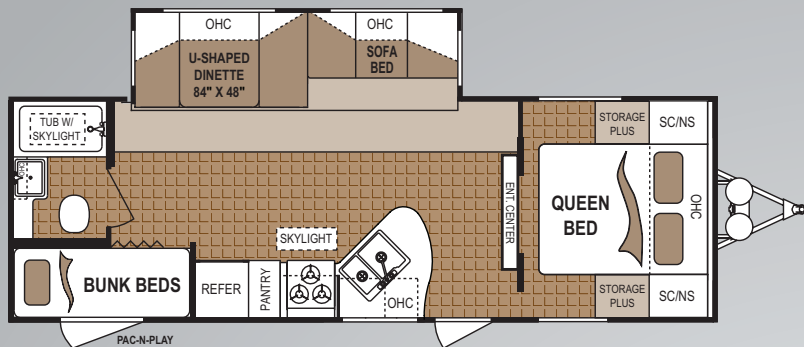 OHC
OHC
U-SHAPED
DINETTE
84" X 48"
SOFA
BED
TUB W/
SKYLIGHT
STORAGE
PLUS
SC/NS
OHC
ENT. CENTER
QUEEN
BED
OHC
SKYLIGHT
BUNK BEDS
REFER
PANTRY
OHC
STORAGE
PLUS
SC/NS
PAC-N-PLAY